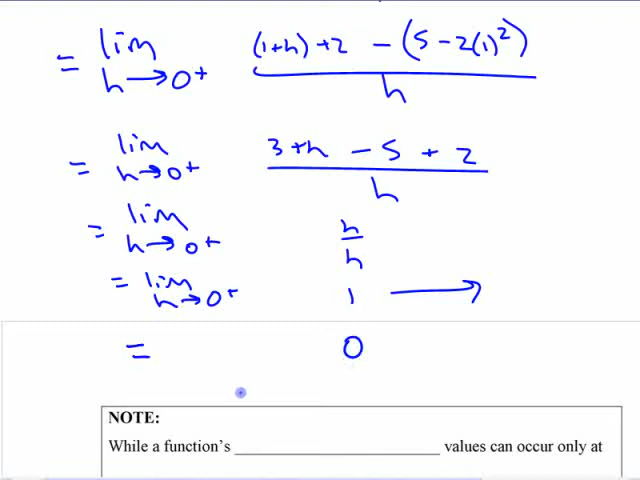 = lim h→0+ (1+h)+2 - (5-2(1)²) / h
= lim h→0+ 3+h - 5 + 2 / h
= lim h→0+ h / h
= lim h→0+ 1 →
= 0
NOTE:
While a function's ______________________ values can occur only at